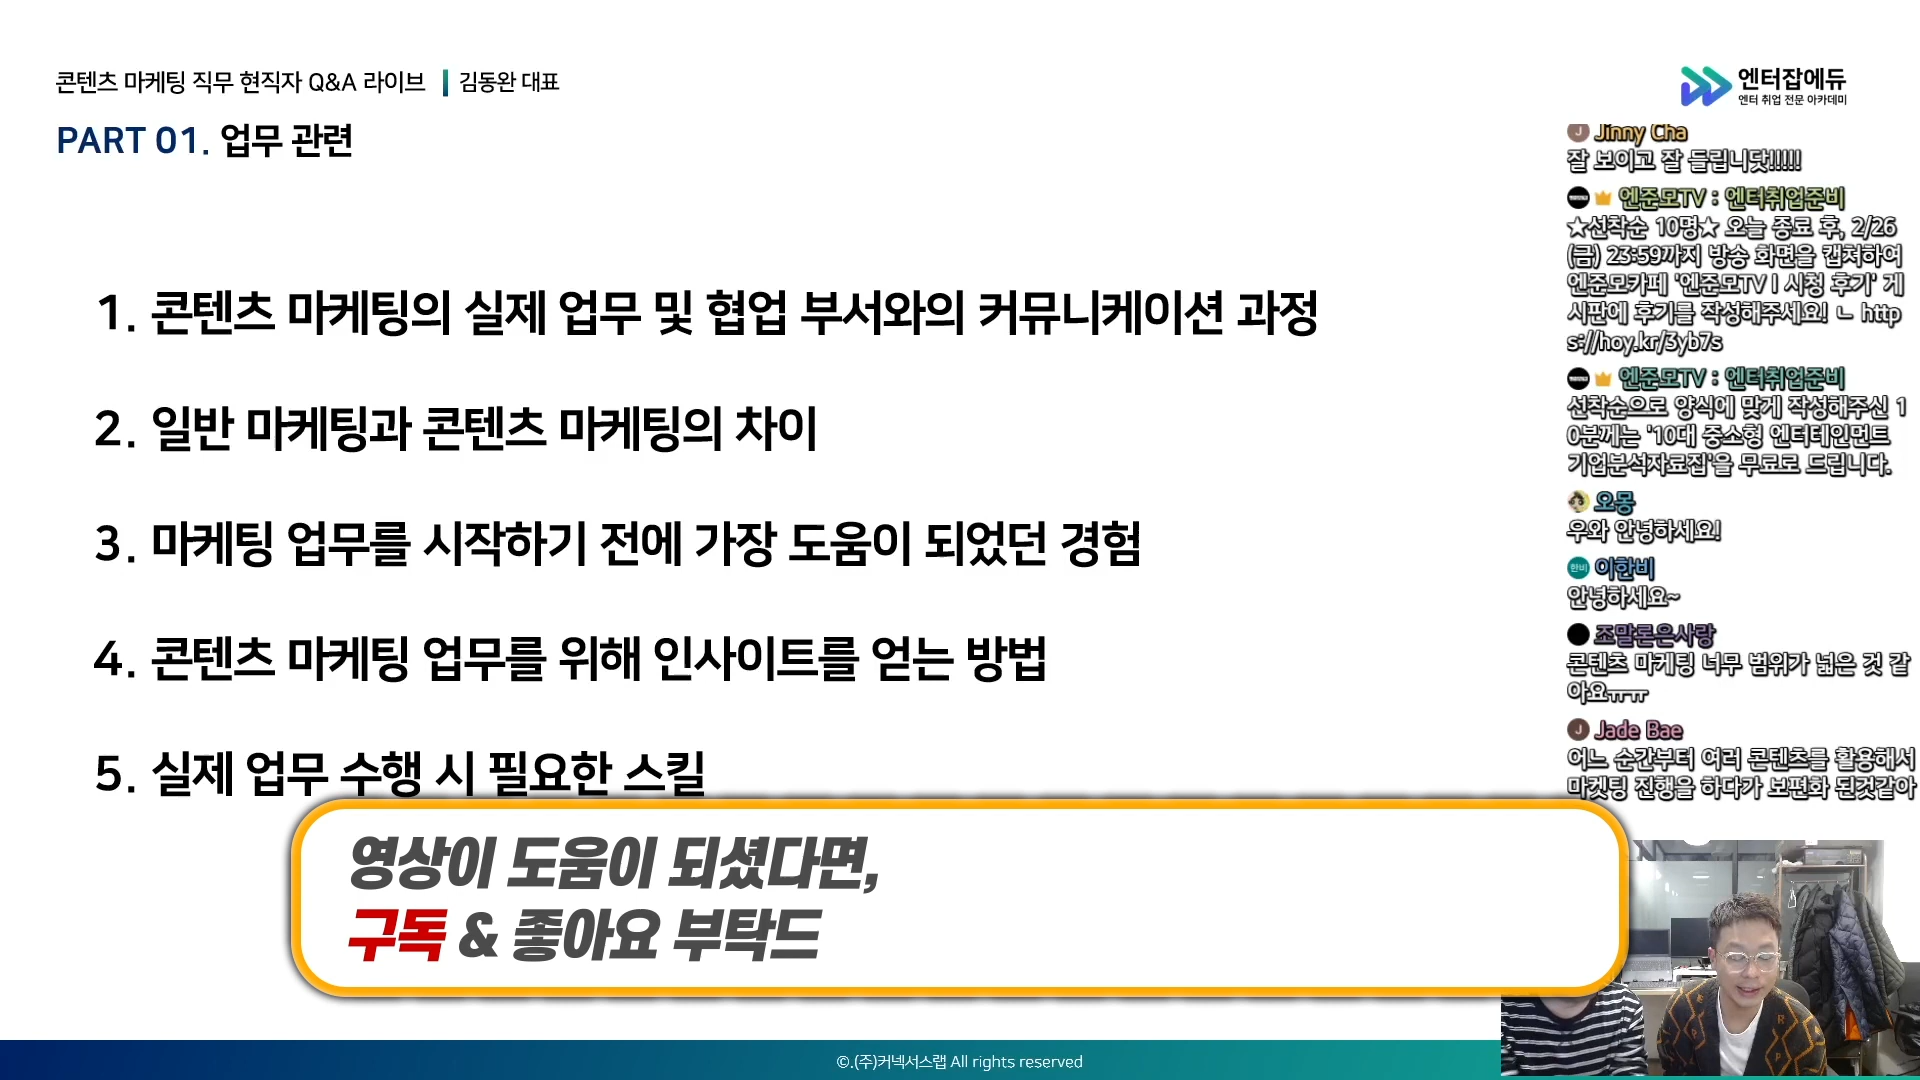 콘텐츠 마케팅 직무 현직자 Q&A 라이브 | 김동완 대표
PART 01. 업무 관련
1. 콘텐츠 마케팅의 실제 업무 및 협업 부서와의 커뮤니케이션 과정
2. 일반 마케팅과 콘텐츠 마케팅의 차이
3. 마케팅 업무를 시작하기 전에 가장 도움이 되었던 경험
4. 콘텐츠 마케팅 업무를 위해 인사이트를 얻는 방법
5. 실제 업무 수행 시 필요한 스킬
영상이 도움이 되셨다면,
구독 & 좋아요 부탁드
엔터잡에듀
엔터 취업 전문 아카데미
J Jinny Cha
잘 보이고 잘 들립니닷!!!!!
엔준모TV : 엔터취업준비
★선착순 10명★ 오늘 종료 후, 2/26
(금) 23:59까지 방송 화면을 캡쳐하여
엔준모카페 '엔준모TV l 시청 후기' 게
시판에 후기를 작성해주세요! ㄴ http
s://hoy.kr/3yb7s
엔준모TV : 엔터취업준비
선착순으로 양식에 맞게 작성해주신 1
0분께는 '10대 중소형 엔터테인먼트
기업분석자료집'을 무료로 드립니다.
오몽
우와 안녕하세요!
한비 이한비
안녕하세요~
조말론은사랑
콘텐츠 마케팅 너무 범위가 넓은 것 같
아요ㅠㅠ
J Jade Bae
어느 순간부터 여러 콘텐츠를 활용해서
마켓팅 진행을 하다가 보편화 된것같아
©.(주)커넥서스랩 All rights reserved